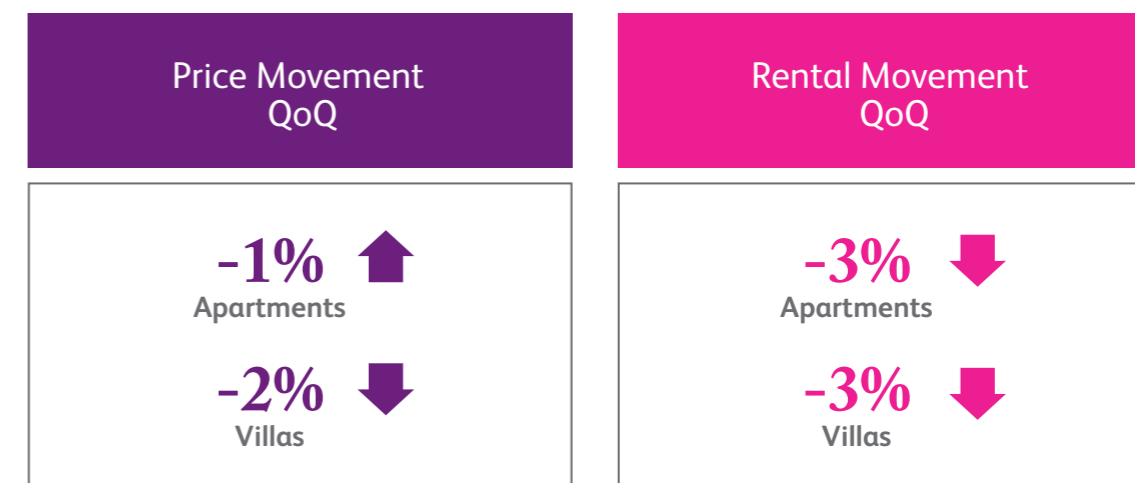 Price Movement
QoQ
-1%
Apartments
-2%
Villas
Rental Movement
QoQ
-3%
Apartments
-3%
Villas